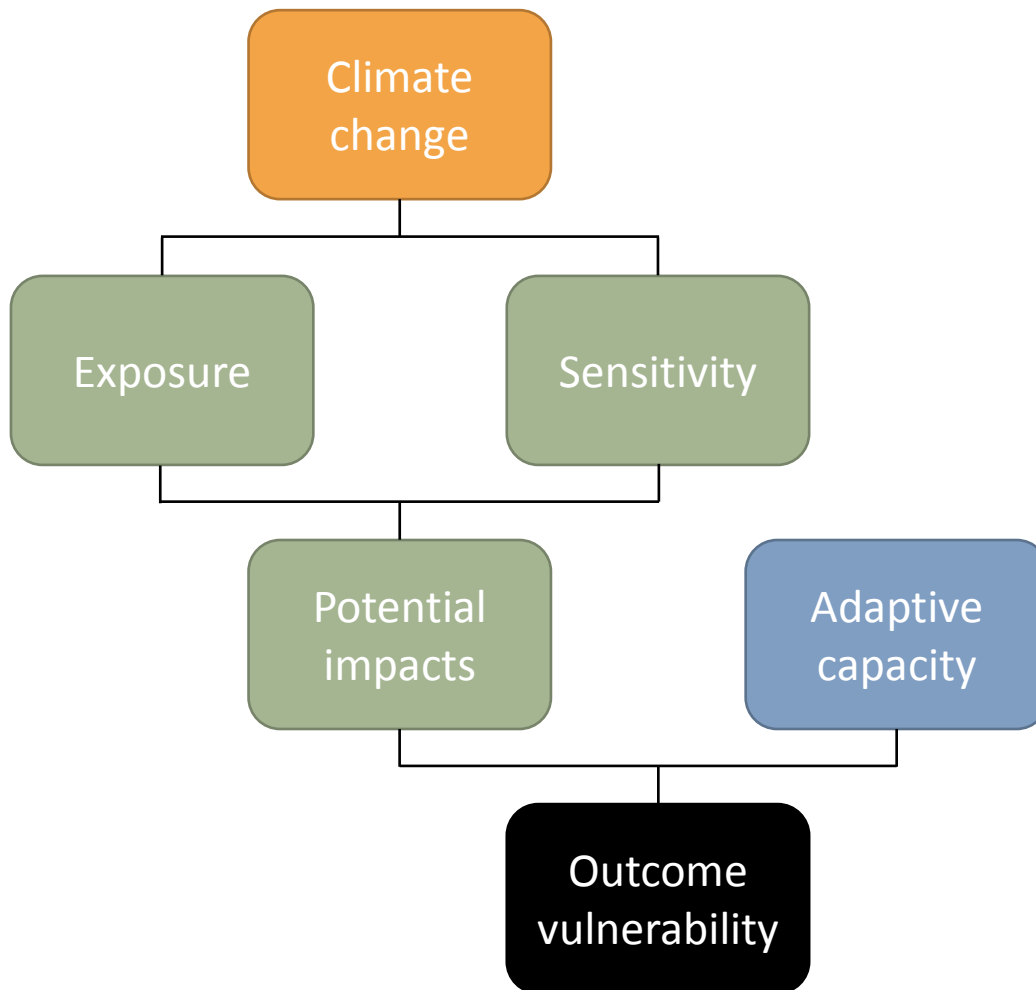 Climate
change
Exposure
Sensitivity
Potential
impacts
Adaptive
capacity
Outcome
vulnerability